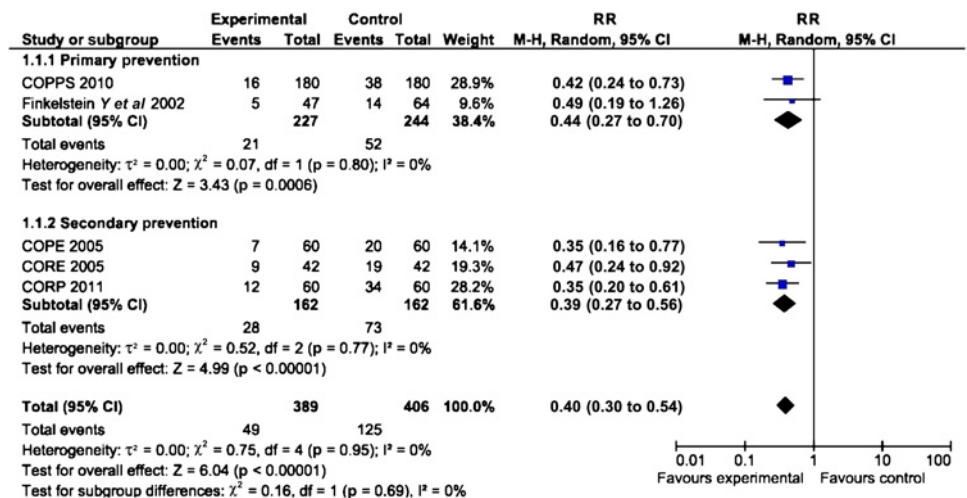 Experimental Control RR RR
Study or subgroup Events Total Events Total Weight M-H, Random, 95% CI M-H, Random, 95% CI
1.1.1 Primary prevention
COPPS 2010 16 180 38 180 28.9% 0.42 (0.24 to 0.73)
Finkelstein Y et al 2002 5 47 14 64 9.6% 0.49 (0.19 to 1.26)
Subtotal (95% CI) 227 244 38.4% 0.44 (0.27 to 0.70)
Total events 21 52
Heterogeneity: τ² = 0.00; χ² = 0.07, df = 1 (p = 0.80); I² = 0%
Test for overall effect: Z = 3.43 (p = 0.0006)
1.1.2 Secondary prevention
COPE 2005 7 60 20 60 14.1% 0.35 (0.16 to 0.77)
CORE 2005 9 42 19 42 19.3% 0.47 (0.24 to 0.92)
CORP 2011 12 60 34 60 28.2% 0.35 (0.20 to 0.61)
Subtotal (95% CI) 162 162 61.6% 0.39 (0.27 to 0.56)
Total events 28 73
Heterogeneity: τ² = 0.00; χ² = 0.52, df = 2 (p = 0.77); I² = 0%
Test for overall effect: Z = 4.99 (p < 0.00001)
Total (95% CI) 389 406 100.0% 0.40 (0.30 to 0.54)
Total events 49 125
Heterogeneity: τ² = 0.00; χ² = 0.75, df = 4 (p = 0.95); I² = 0%
Test for overall effect: Z = 6.04 (p < 0.00001)
Test for subgroup differences: χ² = 0.16, df = 1 (p = 0.69), I² = 0%
0.01 0.1 1 10 100
Favours experimental Favours control